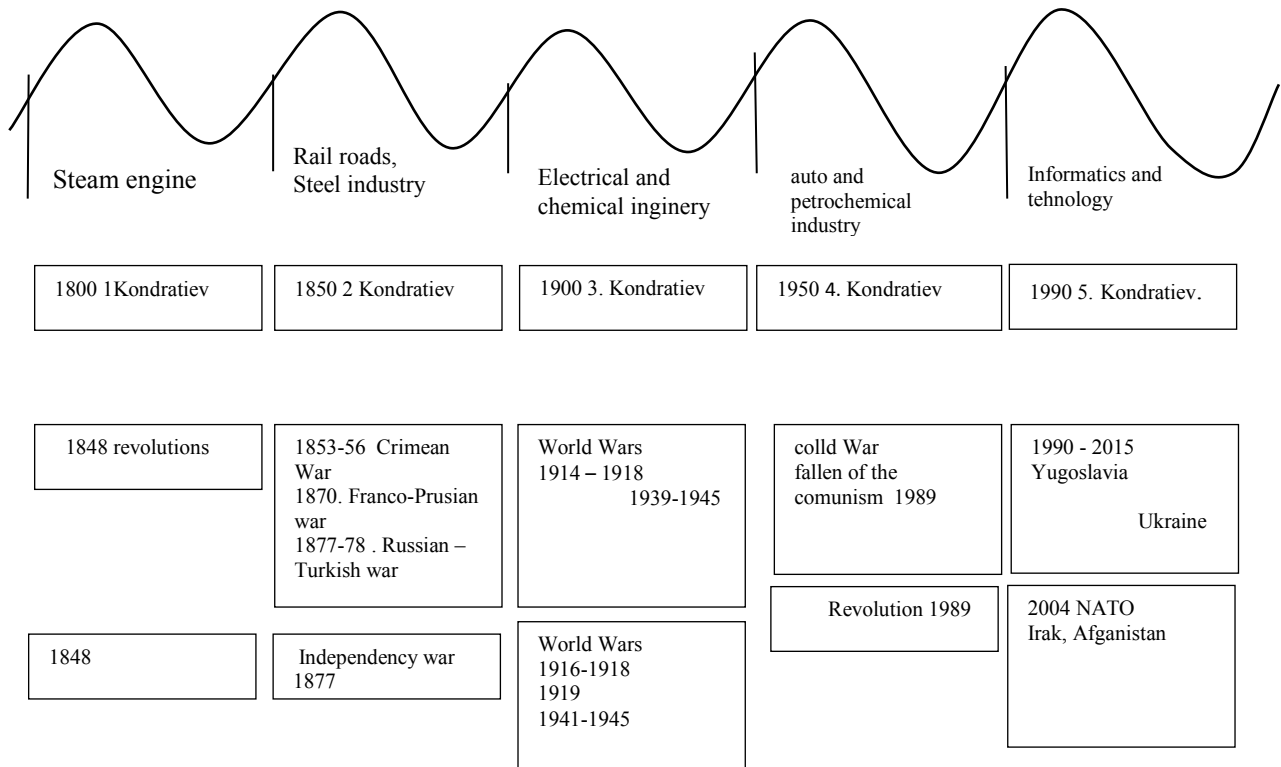 Steam engine
Rail roads,
Steel industry
Electrical and
chemical inginery
auto and
petrochemical
industry
Informatics and
tehnology
1800 1Kondratiev
1850 2 Kondratiev
1900 3. Kondratiev
1950 4. Kondratiev
1990 5. Kondratiev.
1848 revolutions
1853-56 Crimean
War
1870. Franco-Prusian
war
1877-78 . Russian –
Turkish war
World Wars
1914 – 1918
1939-1945
colld War
fallen of the
comunism 1989
1990 - 2015
Yugoslavia
Ukraine
1848
Independency war
1877
World Wars
1916-1918
1919
1941-1945
Revolution 1989
2004 NATO
Irak, Afganistan